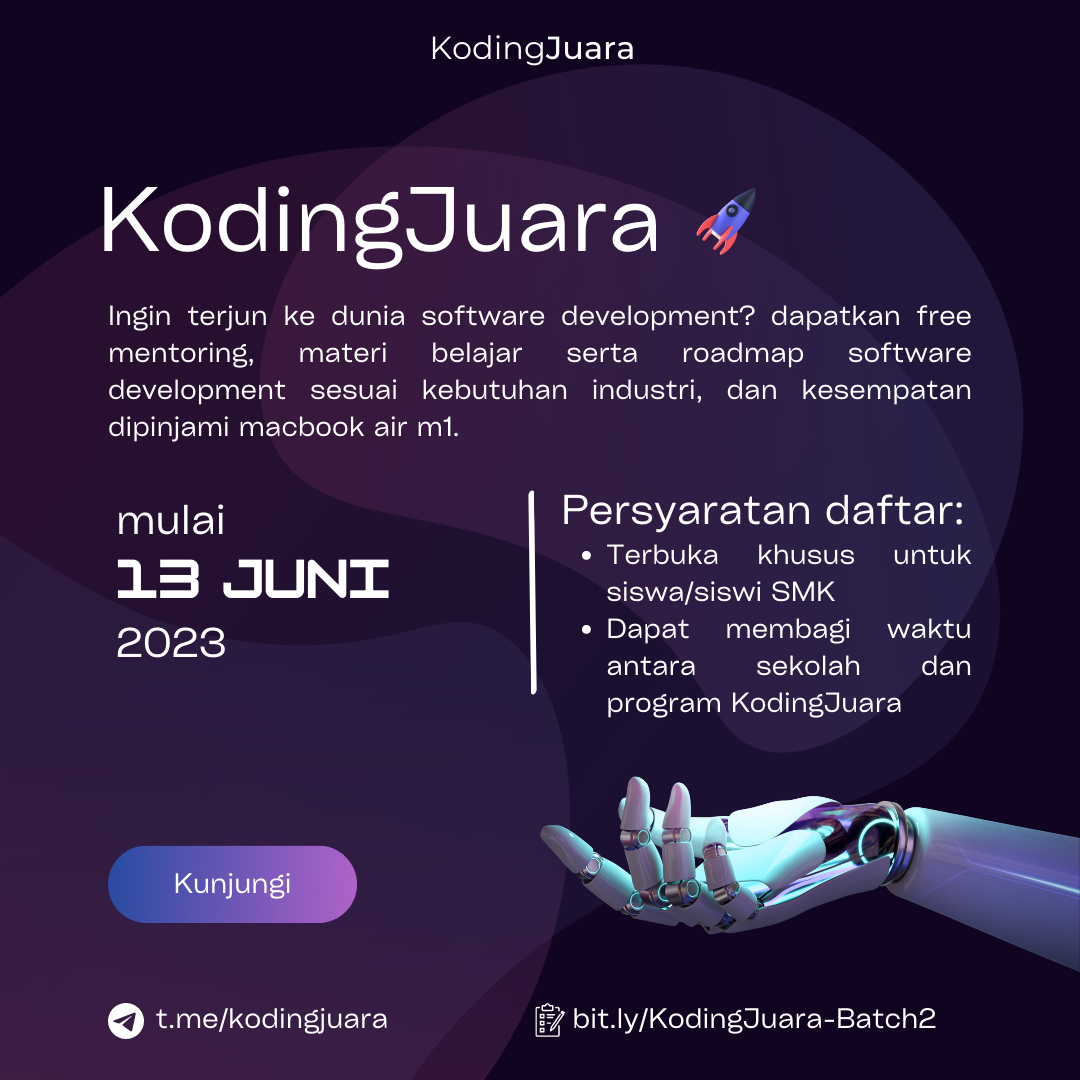 KodingJuara
KodingJuara
Ingin terjun ke dunia software development? dapatkan free
mentoring, materi belajar serta roadmap software
development sesuai kebutuhan industri, dan kesempatan
dipinjami macbook air m1.
mulai
13 JUNI
2023
Persyaratan daftar:
• Terbuka khusus untuk
siswa/siswi SMK
• Dapat membagi waktu
antara sekolah dan
program KodingJuara
Kunjungi
t.me/kodingjuara
bit.ly/KodingJuara-Batch2